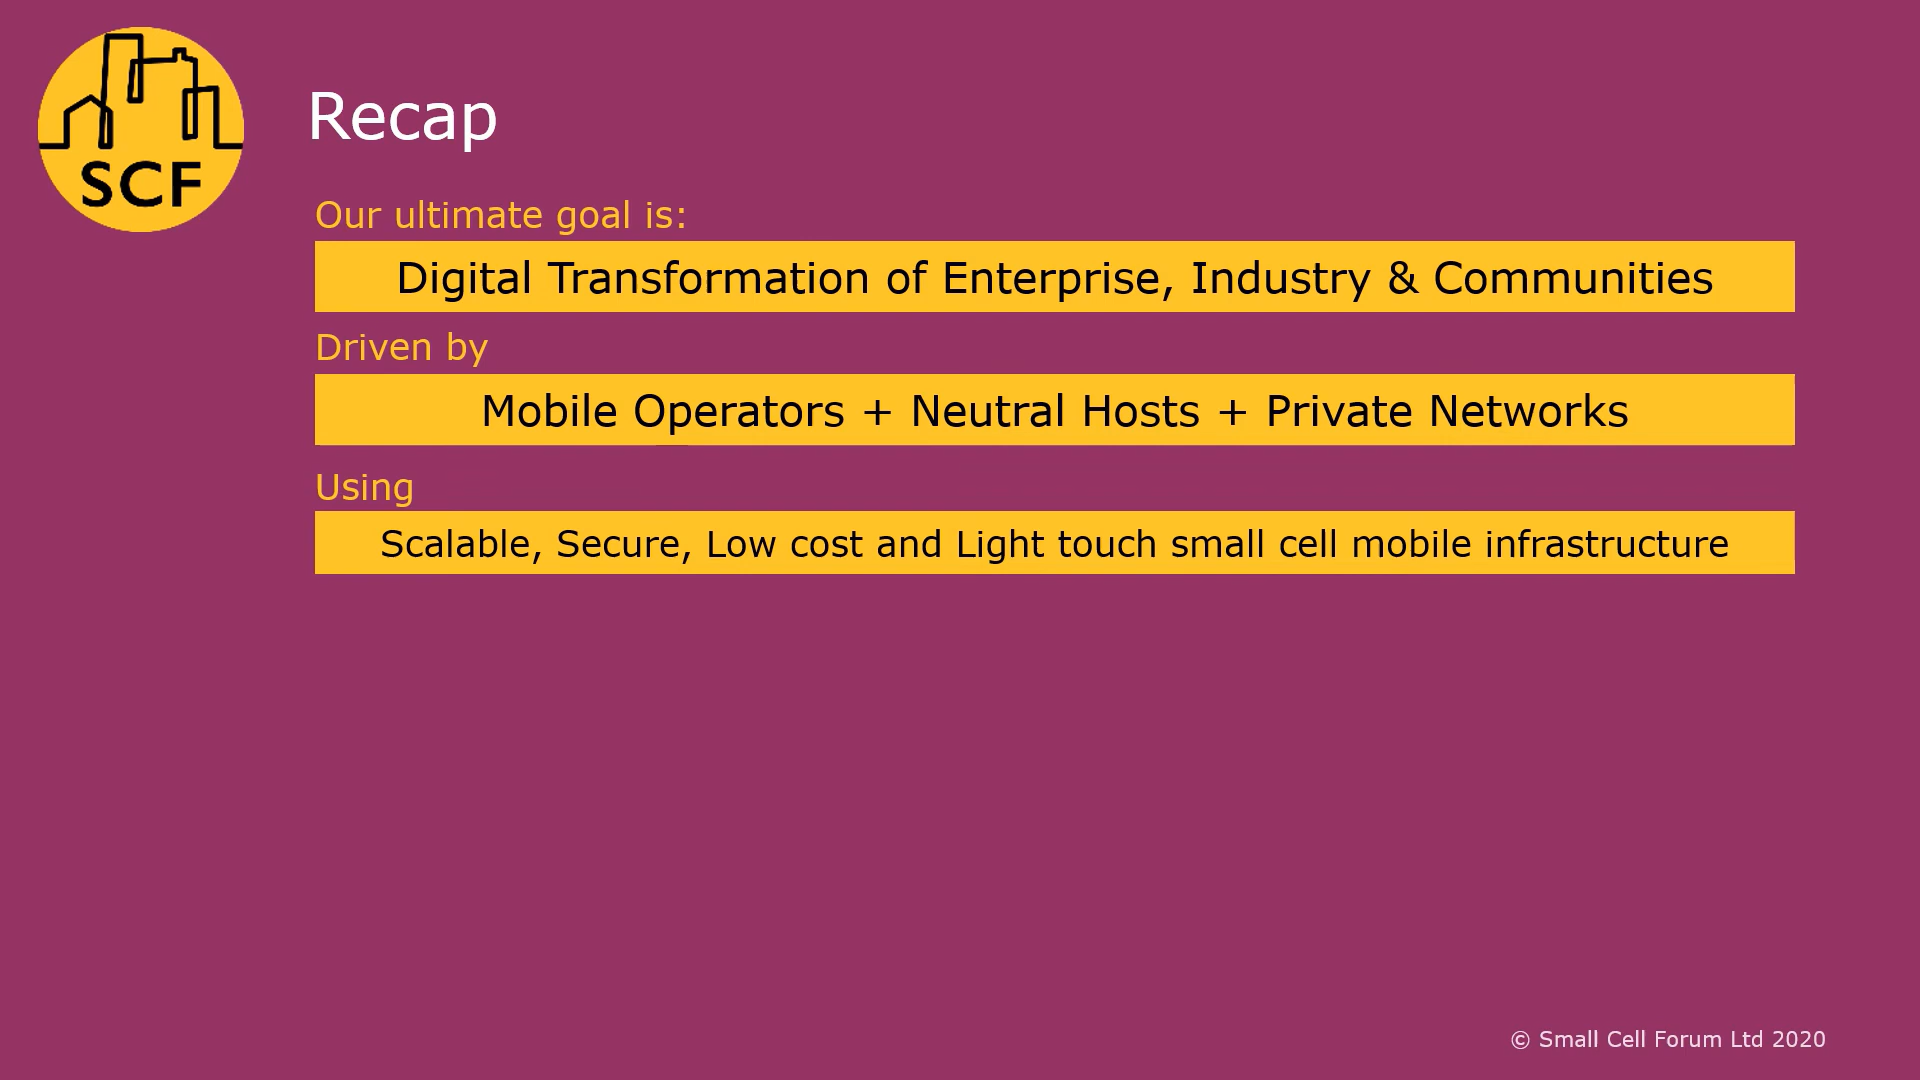 SCF
Recap
Our ultimate goal is:
Digital Transformation of Enterprise, Industry & Communities
Driven by
Mobile Operators + Neutral Hosts + Private Networks
Using
Scalable, Secure, Low cost and Light touch small cell mobile infrastructure
© Small Cell Forum Ltd 2020